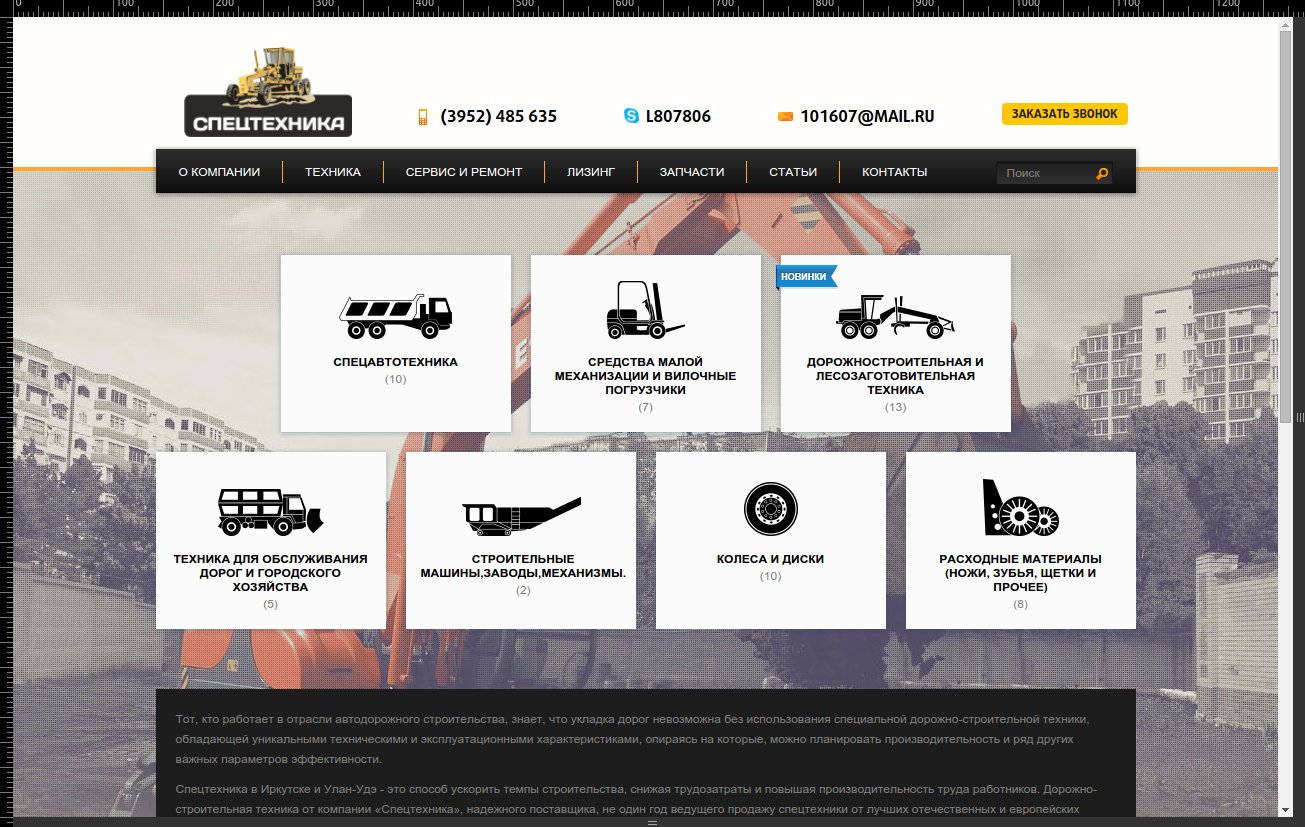 0 100 200 300 400 500 600 700 800 900 1000 1100 1200
СПЕЦТЕХНИКА
(3952) 485 635
L807806
101607@MAIL.RU
ЗАКАЗАТЬ ЗВОНОК
О КОМПАНИИ
ТЕХНИКА
СЕРВИС И РЕМОНТ
ЛИЗИНГ
ЗАПЧАСТИ
СТАТЬИ
КОНТАКТЫ
Поиск
СПЕЦАВТОТЕХНИКА
(10)
СРЕДСТВА МАЛОЙ
МЕХАНИЗАЦИИ И ВИЛОЧНЫЕ
ПОГРУЗЧИКИ
(7)
НОВИНКИ
ДОРОЖНОСТРОИТЕЛЬНАЯ И
ЛЕСОЗАГОТОВИТЕЛЬНАЯ
ТЕХНИКА
(13)
ТЕХНИКА ДЛЯ ОБСЛУЖИВАНИЯ
ДОРОГ И ГОРОДСКОГО
ХОЗЯЙСТВА
(5)
СТРОИТЕЛЬНЫЕ
МАШИНЫ,ЗАВОДЫ,МЕХАНИЗМЫ.
(2)
КОЛЕСА И ДИСКИ
(10)
РАСХОДНЫЕ МАТЕРИАЛЫ
(НОЖИ, ЗУБЬЯ, ЩЕТКИ И
ПРОЧЕЕ)
(8)
Тот, кто работает в отрасли автодорожного строительства, знает, что укладка дорог невозможна без использования специальной дорожно-строительной техники,
обладающей уникальными техническими и эксплуатационными характеристиками, опираясь на которые, можно планировать производительность и ряд других
важных параметров эффективности.
Спецтехника в Иркутске и Улан-Удэ - это способ ускорить темпы строительства, снижая трудозатраты и повышая производительность труда работников. Дорожно-
строительная техника от компании «Спецтехника», надежного поставщика, не один год ведущего продажу спецтехники от лучших отечественных и европейских